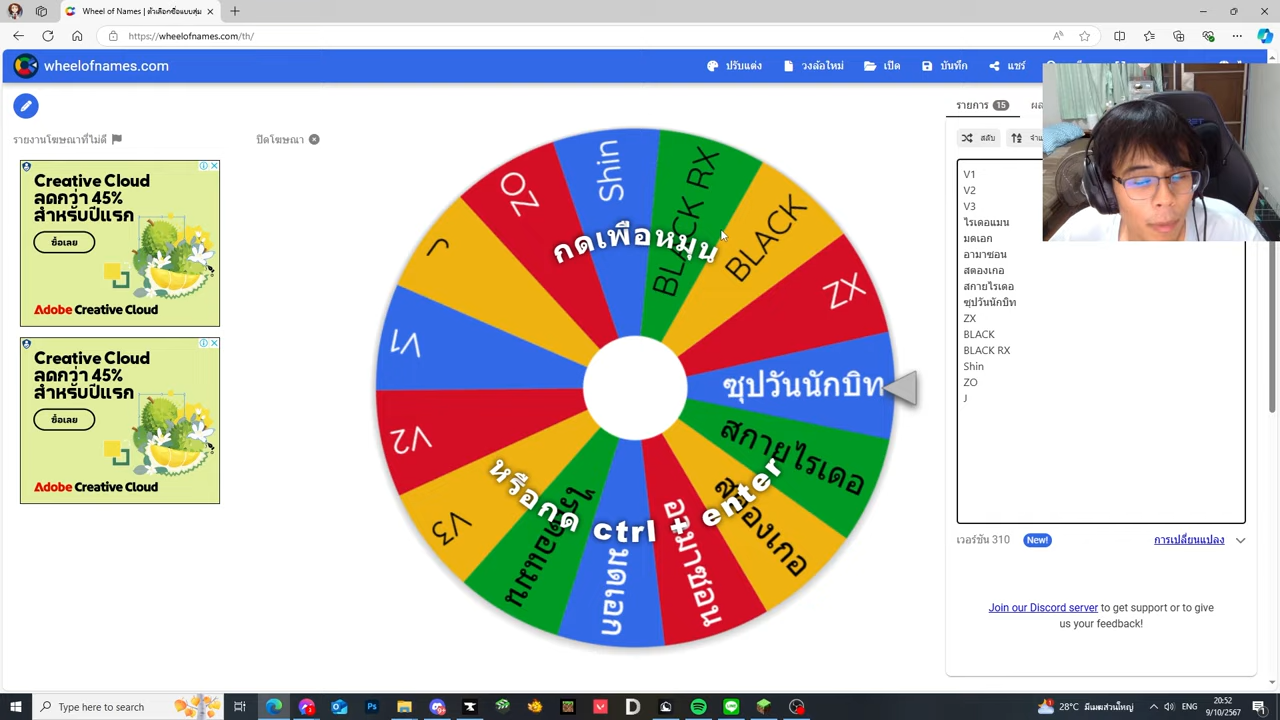 Wheel of Names | ตัวเลือกชื่อแบบสุ่ม
https://wheelofnames.com/th/
wheelofnames.com
ปรับแต่ง
วงล้อใหม่
เปิด
บันทึก
แชร์
รายการ 15
รายงานโฆษณาที่ไม่ดี
ปิดโฆษณา
สลับ
Creative Cloud
ลดกว่า 45%
สำหรับปีแรก
ซื้อเลย
Adobe Creative Cloud
Creative Cloud
ลดกว่า 45%
สำหรับปีแรก
ซื้อเลย
Adobe Creative Cloud
กดเพื่อหมุน
หรือกด ctrl + enter
Shin
BLACK RX
BLACK
ZX
ซุปวันนักบิท
สกายไรเดอ
สตองเกอ
อามาซอน
มดเอก
ไรเดอแมน
V3
V2
V1
J
ZO
V1
V2
V3
ไรเดอแมน
มดเอก
อามาซอน
สตองเกอ
สกายไรเดอ
ซุปวันนักบิท
ZX
BLACK
BLACK RX
Shin
ZO
J
เวอร์ชัน 310 New! การเปลี่ยนแปลง
Join our Discord server to get support or to give
us your feedback!
Type here to search
28°C มีเมฆส่วนใหญ่
20:52
9/10/2567